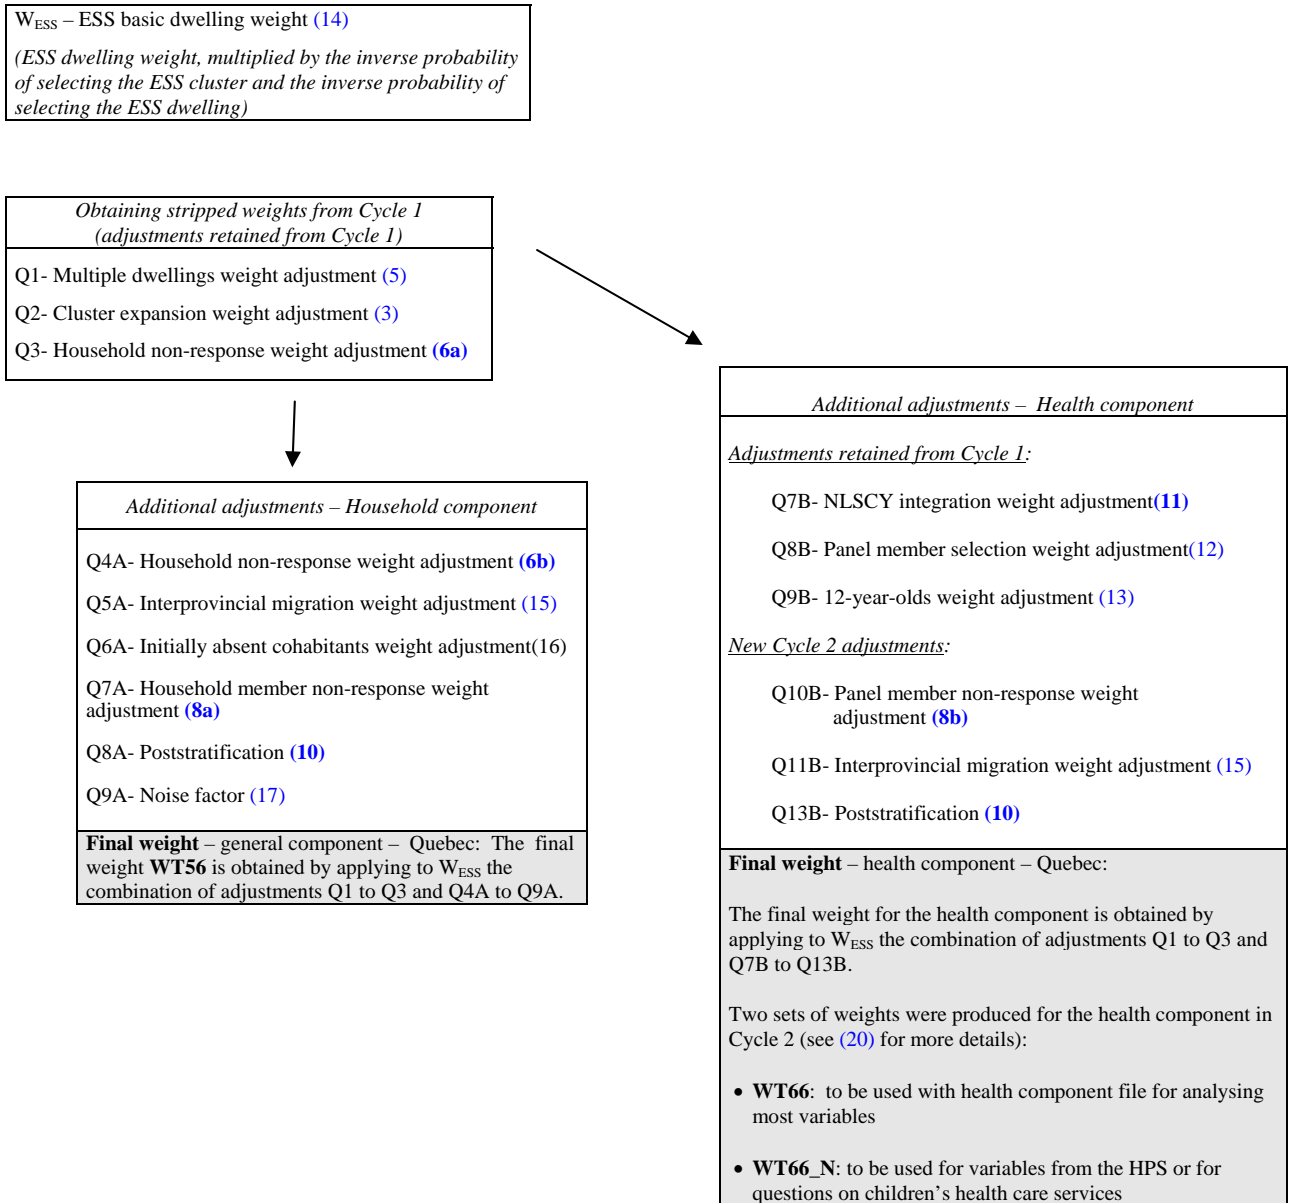 W_ESS – ESS basic dwelling weight (14)
(ESS dwelling weight, multiplied by the inverse probability
of selecting the ESS cluster and the inverse probability of
selecting the ESS dwelling)
Obtaining stripped weights from Cycle 1
(adjustments retained from Cycle 1)
Q1- Multiple dwellings weight adjustment (5)
Q2- Cluster expansion weight adjustment (3)
Q3- Household non-response weight adjustment (6a)
Additional adjustments – Household component
Q4A- Household non-response weight adjustment (6b)
Q5A- Interprovincial migration weight adjustment (15)
Q6A- Initially absent cohabitants weight adjustment(16)
Q7A- Household member non-response weight
adjustment (8a)
Q8A- Poststratification (10)
Q9A- Noise factor (17)
Final weight – general component – Quebec: The final
weight WT56 is obtained by applying to W_ESS the
combination of adjustments Q1 to Q3 and Q4A to Q9A.
Additional adjustments – Health component
Adjustments retained from Cycle 1:
Q7B- NLSCY integration weight adjustment(11)
Q8B- Panel member selection weight adjustment(12)
Q9B- 12-year-olds weight adjustment (13)
New Cycle 2 adjustments:
Q10B- Panel member non-response weight
adjustment (8b)
Q11B- Interprovincial migration weight adjustment (15)
Q13B- Poststratification (10)
Final weight – health component – Quebec:
The final weight for the health component is obtained by
applying to W_ESS the combination of adjustments Q1 to Q3 and
Q7B to Q13B.
Two sets of weights were produced for the health component in
Cycle 2 (see (20) for more details):
• WT66: to be used with health component file for analysing
most variables
• WT66_N: to be used for variables from the HPS or for
questions on children's health care services